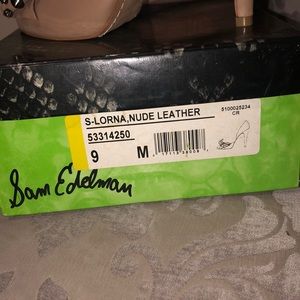 S-LORNA,NUDE LEATHER
5100025234
CR
53314250
9 M
Sam Edelman